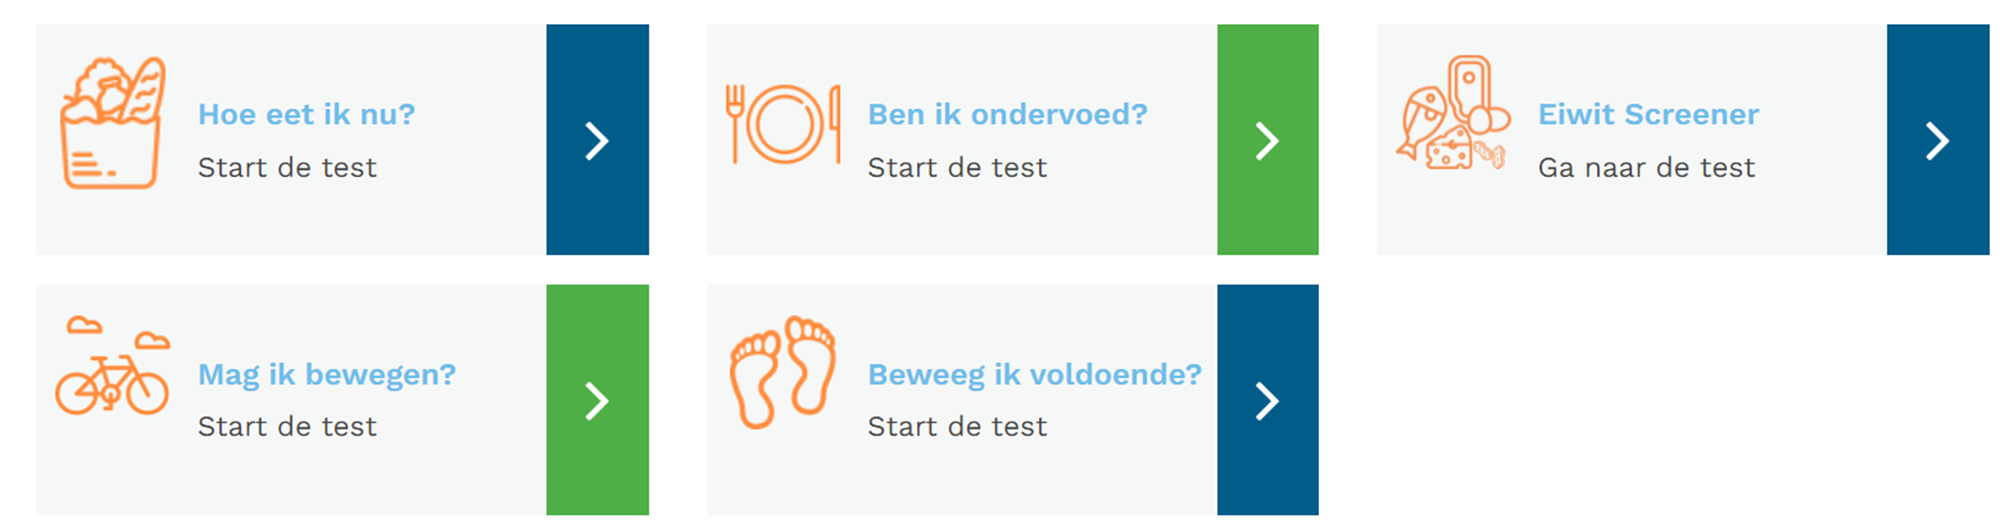 Hoe eet ik nu?
Start de test
Ben ik ondervoed?
Start de test
Eiwit Screener
Ga naar de test
Mag ik bewegen?
Start de test
Beweeg ik voldoende?
Start de test